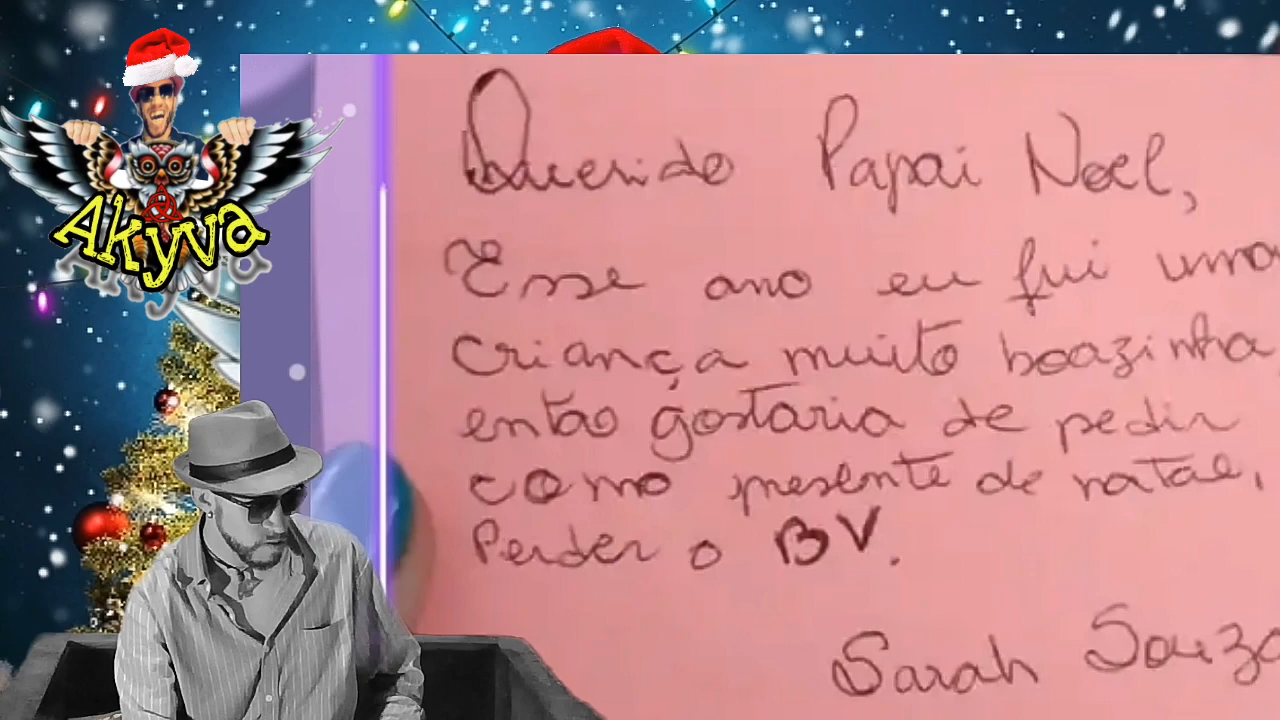 Akyva
Querido Papai Noel,
Esse ano eu fui uma
criança muito boazinha,
então gostaria de pedir
como presente de natal,
Perder o BV.
Sarah Souza